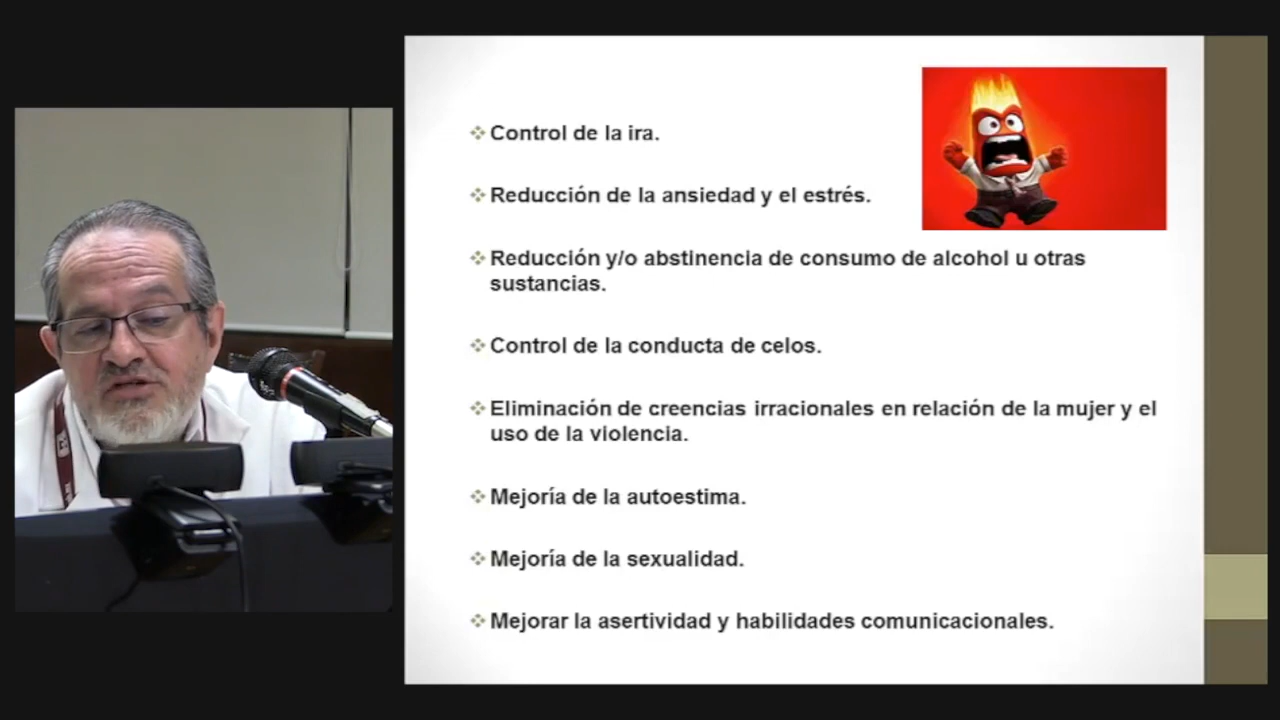 Control de la ira.
Reducción de la ansiedad y el estrés.
Reducción y/o abstinencia de consumo de alcohol u otras
sustancias.
Control de la conducta de celos.
Eliminación de creencias irracionales en relación de la mujer y el
uso de la violencia.
Mejoría de la autoestima.
Mejoría de la sexualidad.
Mejorar la asertividad y habilidades comunicacionales.